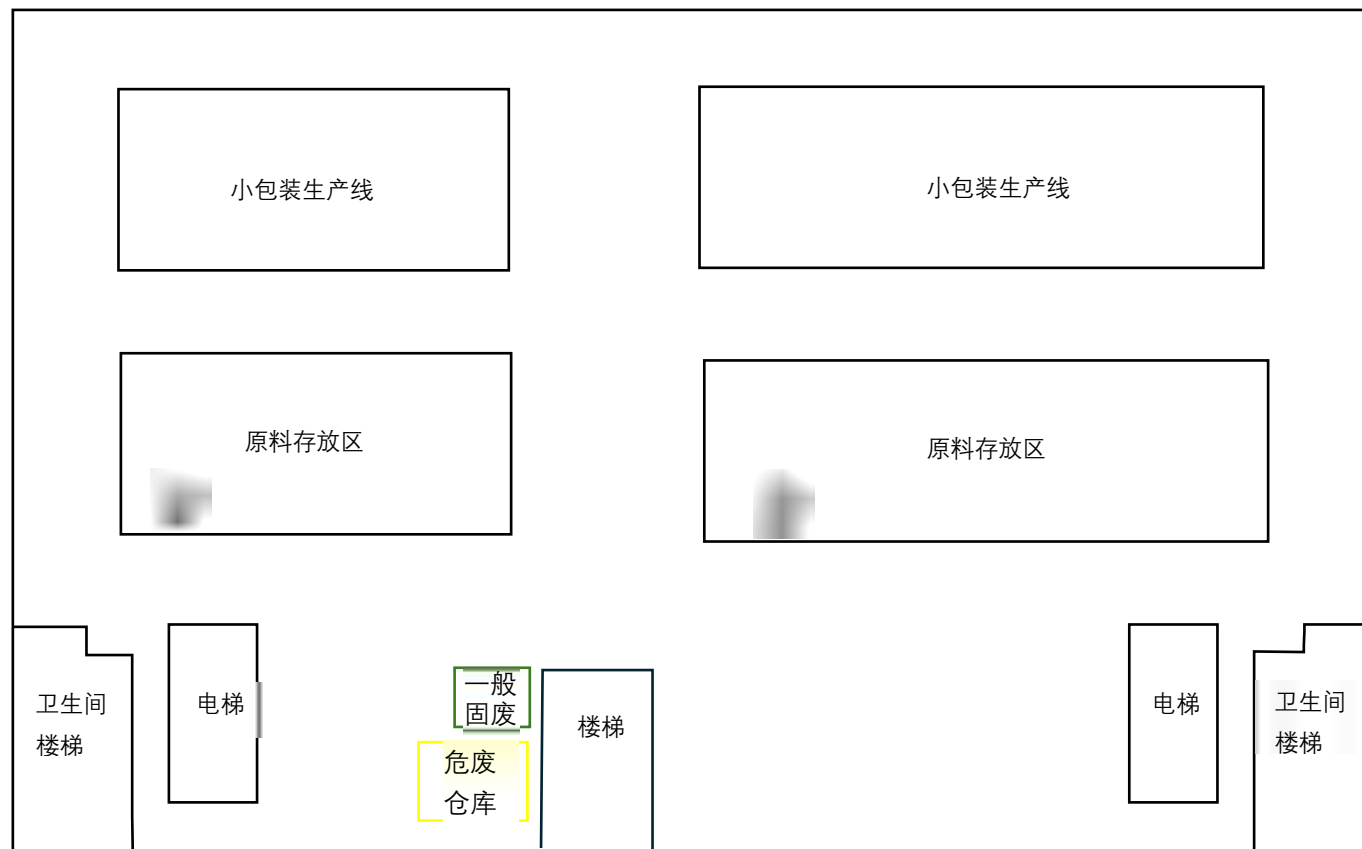 小包装生产线
小包装生产线
原料存放区
原料存放区
卫生间
楼梯
电梯
一般
固废
危废
仓库
楼梯
电梯
卫生间
楼梯